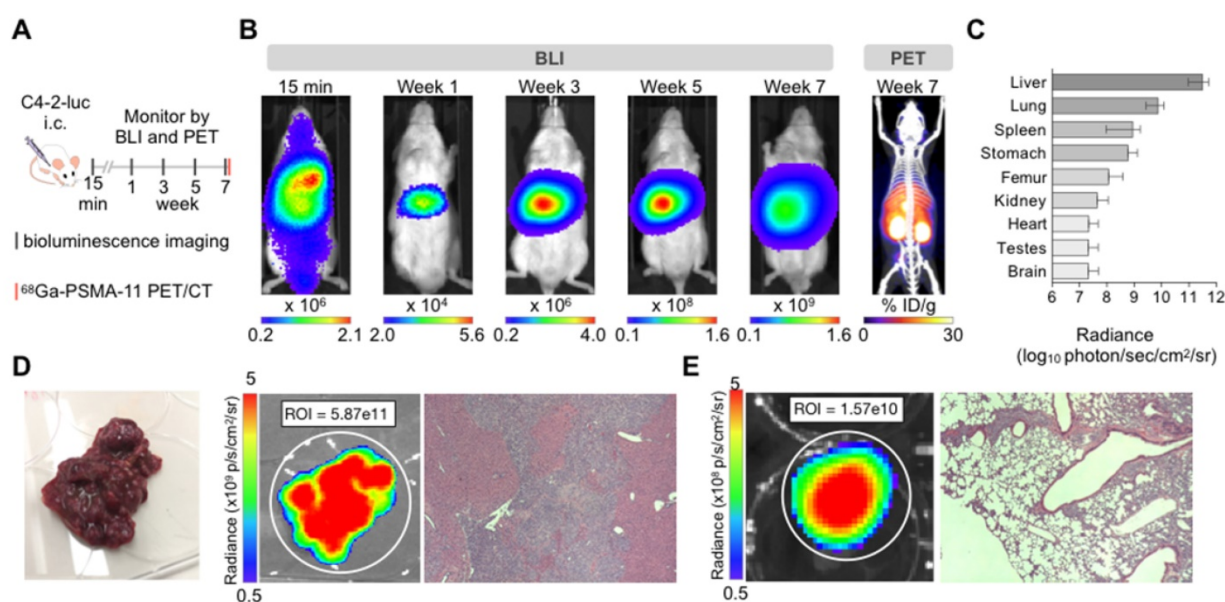 A
C4-2-luc
i.c.
Monitor by
BLI and PET
15
min
1
3
5
7
week
bioluminescence imaging
⁶⁸Ga-PSMA-11 PET/CT
B
BLI
PET
15 min
Week 1
Week 3
Week 5
Week 7
Week 7
x 10⁶
x 10⁴
x 10⁶
x 10⁸
x 10⁹
% ID/g
0.2
2.1
2.0
5.6
0.2
4.0
0.1
1.6
0.1
1.6
0
30
C
Liver
Lung
Spleen
Stomach
Femur
Kidney
Heart
Testes
Brain
6 7 8 9 10 11 12
Radiance
(log₁₀ photon/sec/cm²/sr)
D
5
Radiance (x10⁹ p/s/cm²/sr)
0.5
ROI = 5.87e11
E
5
Radiance (x10⁸ p/s/cm²/sr)
0.5
ROI = 1.57e10